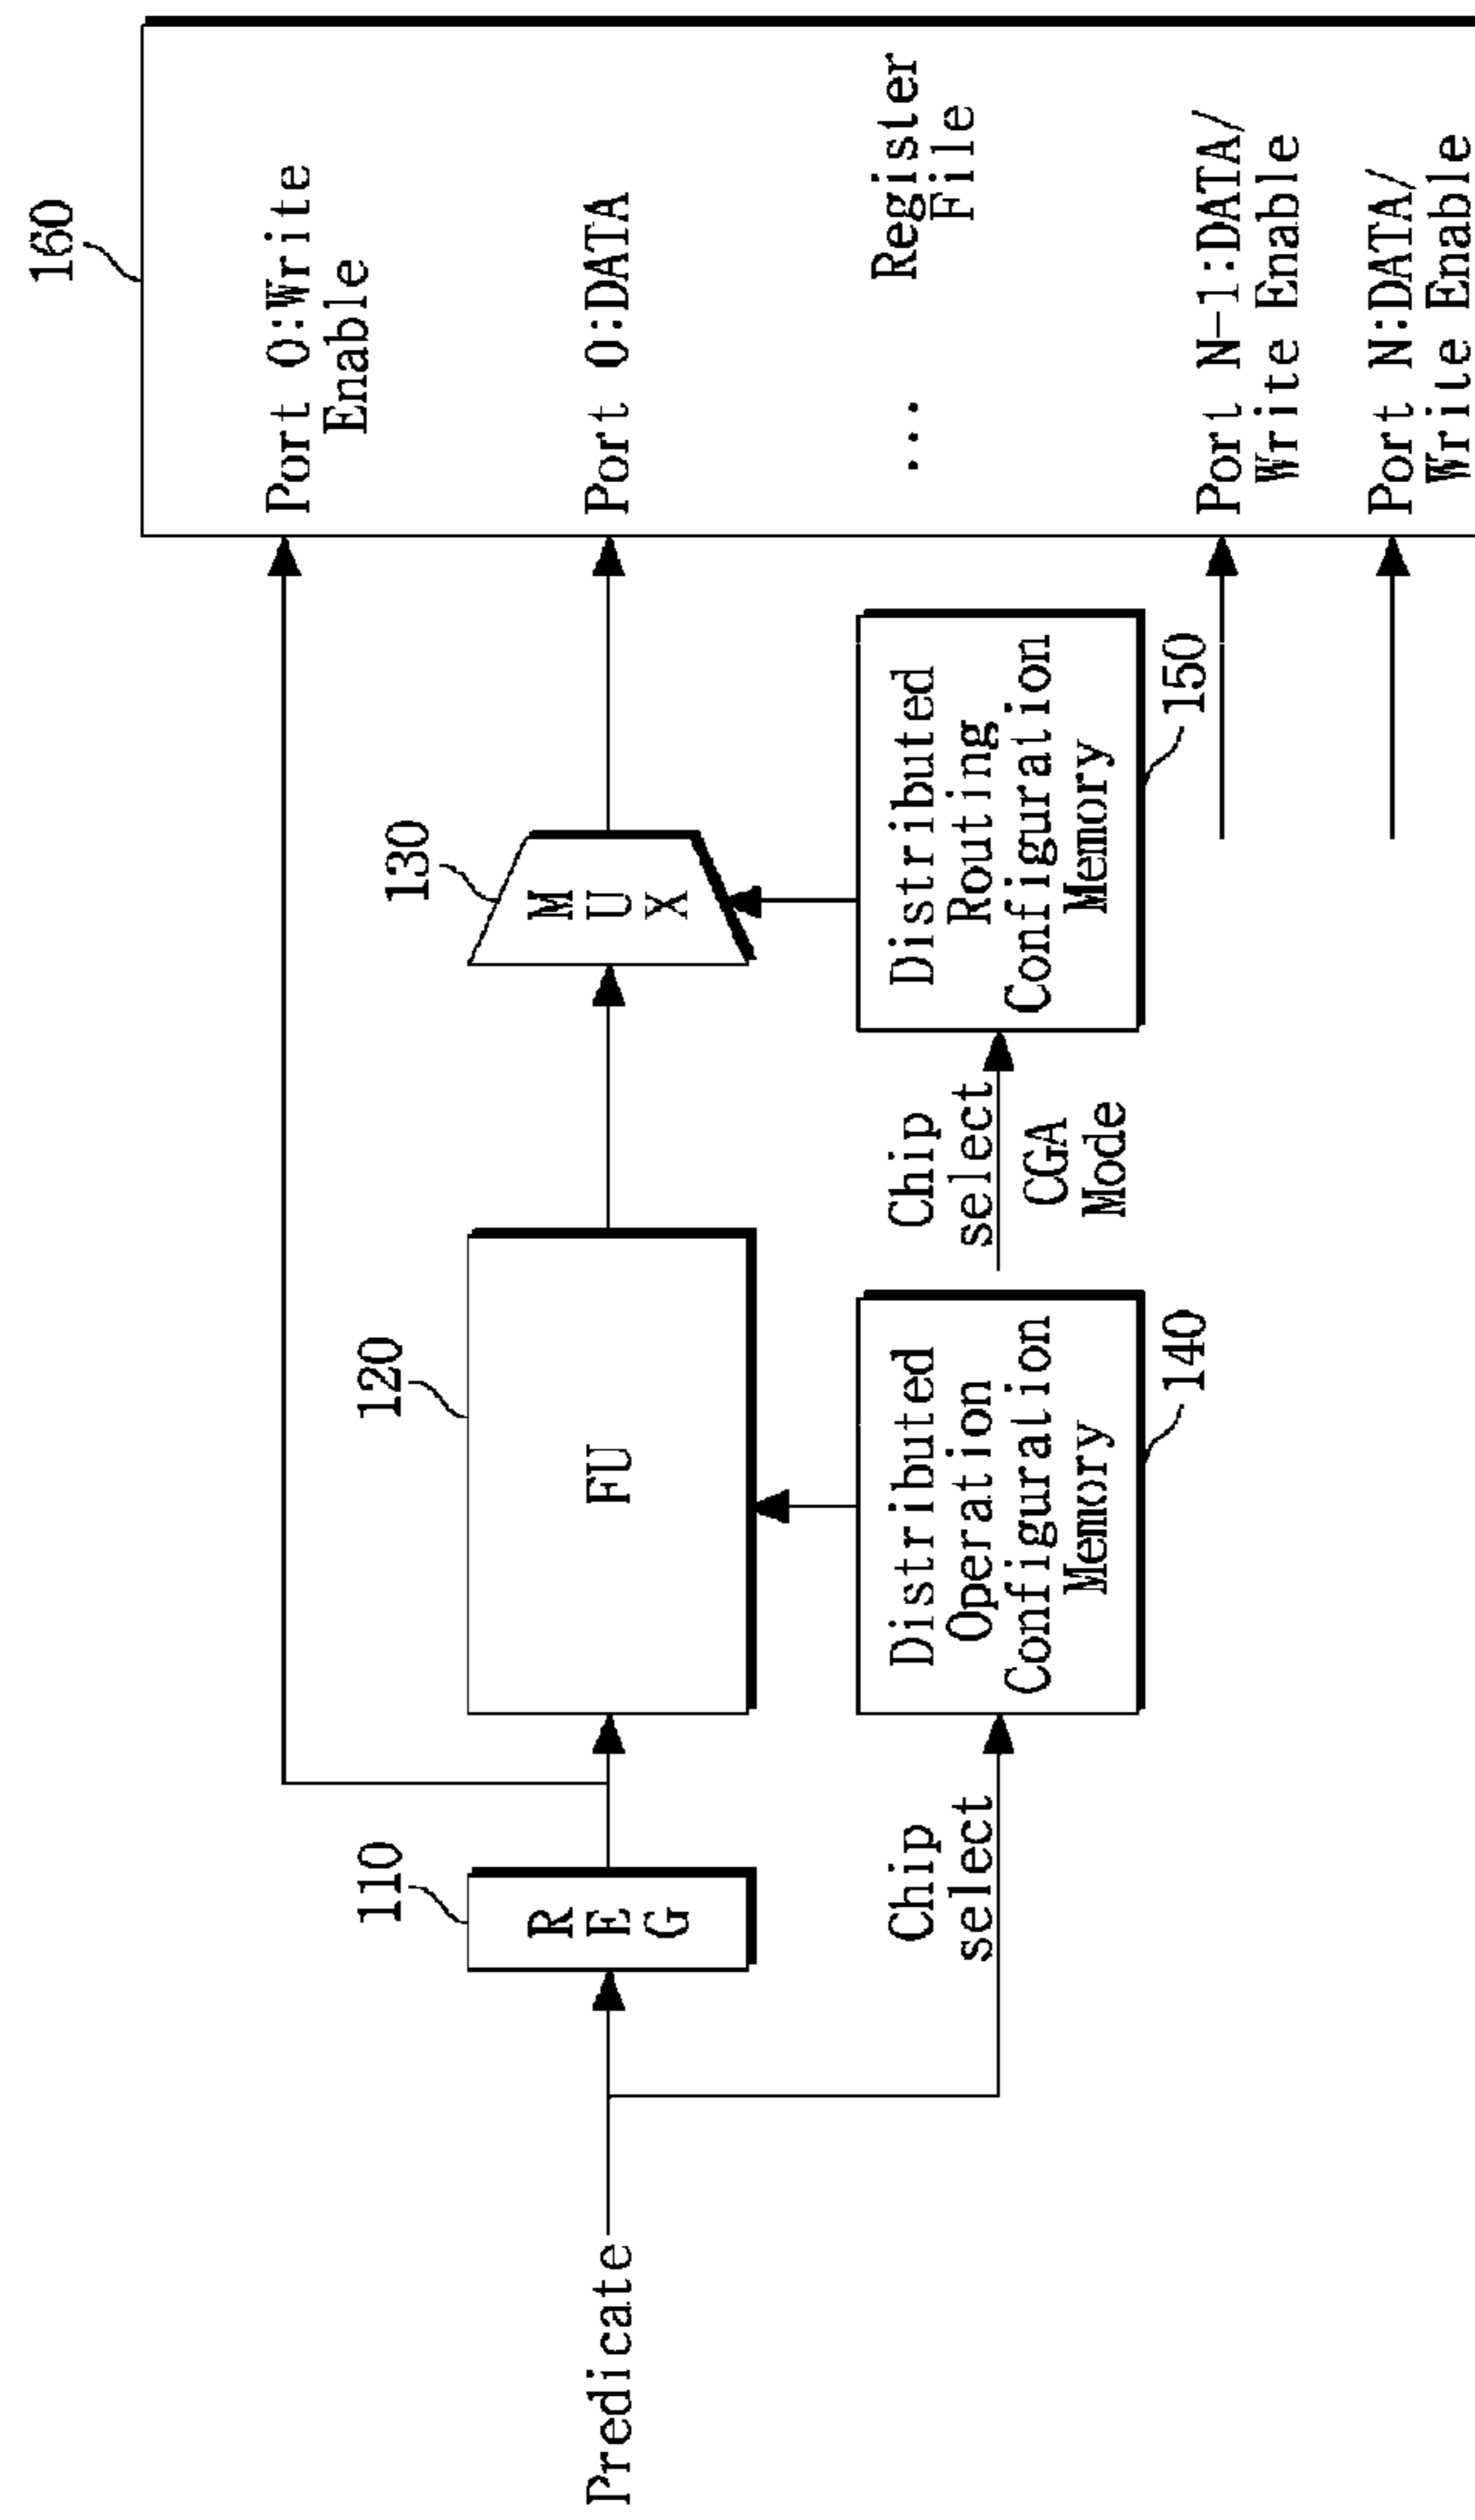 160
Port 0:Write
Enable
Port 0:DATA
Register
File
...
Port N-1:DATA/
Write Enable
Port N:DATA/
Write Enable
130
M
U
X
Distributed
Routing
Configuration
Memory
150
Chip
select
CGA
Mode
120
FU
Distributed
Operation
Configuration
Memory
140
110
R
E
G
Chip
select
Predicate